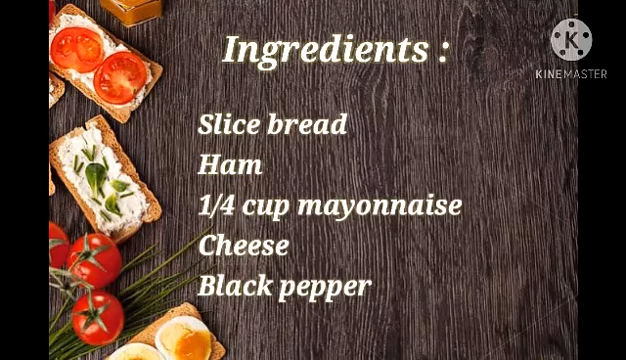 Ingredients :
KINEMASTER
Slice bread
Ham
1/4 cup mayonnaise
Cheese
Black pepper